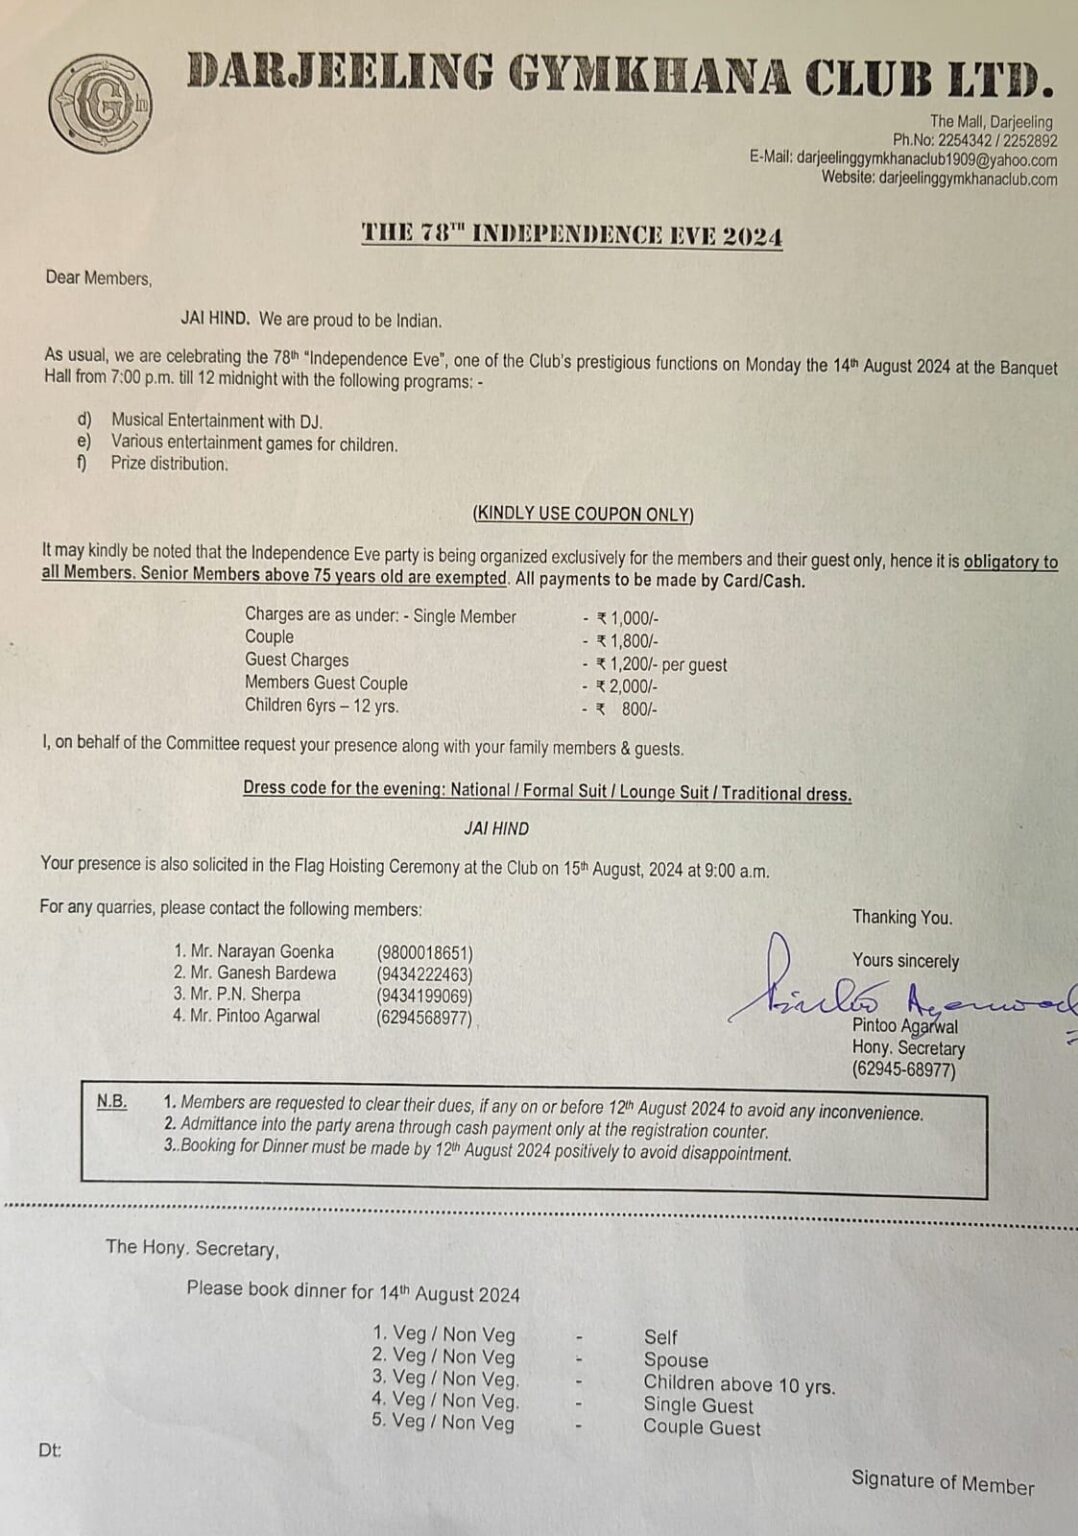 DARJEELING GYMKHANA CLUB LTD.
The Mall, Darjeeling
Ph.No: 2254342 / 2252892
E-Mail: darjeelinggymkhanaclub1909@yahoo.com
Website: darjeelinggymkhanaclub.com
THE 78TH INDEPENDENCE EVE 2024
Dear Members,
JAI HIND. We are proud to be Indian.
As usual, we are celebrating the 78th "Independence Eve", one of the Club's prestigious functions on Monday the 14th August 2024 at the Banquet
Hall from 7:00 p.m. till 12 midnight with the following programs: -
d) Musical Entertainment with DJ.
e) Various entertainment games for children.
f) Prize distribution.
(KINDLY USE COUPON ONLY)
It may kindly be noted that the Independence Eve party is being organized exclusively for the members and their guest only, hence it is obligatory to
all Members. Senior Members above 75 years old are exempted. All payments to be made by Card/Cash.
Charges are as under: - Single Member - ₹ 1,000/-
Couple - ₹ 1,800/-
Guest Charges - ₹ 1,200/- per guest
Members Guest Couple - ₹ 2,000/-
Children 6yrs – 12 yrs. - ₹ 800/-
I, on behalf of the Committee request your presence along with your family members & guests.
Dress code for the evening: National / Formal Suit / Lounge Suit / Traditional dress.
JAI HIND
Your presence is also solicited in the Flag Hoisting Ceremony at the Club on 15th August, 2024 at 9:00 a.m.
For any quarries, please contact the following members:
1. Mr. Narayan Goenka (9800018651)
2. Mr. Ganesh Bardewa (9434222463)
3. Mr. P.N. Sherpa (9434199069)
4. Mr. Pintoo Agarwal (6294568977)
Thanking You.
Yours sincerely
Pintoo Agarwal
Pintoo Agarwal
Hony. Secretary
(62945-68977)
N.B. 1. Members are requested to clear their dues, if any on or before 12th August 2024 to avoid any inconvenience.
2. Admittance into the party arena through cash payment only at the registration counter.
3..Booking for Dinner must be made by 12th August 2024 positively to avoid disappointment.
The Hony. Secretary,
Please book dinner for 14th August 2024
1. Veg / Non Veg - Self
2. Veg / Non Veg - Spouse
3. Veg / Non Veg. - Children above 10 yrs.
4. Veg / Non Veg. - Single Guest
5. Veg / Non Veg - Couple Guest
Dt:
Signature of Member